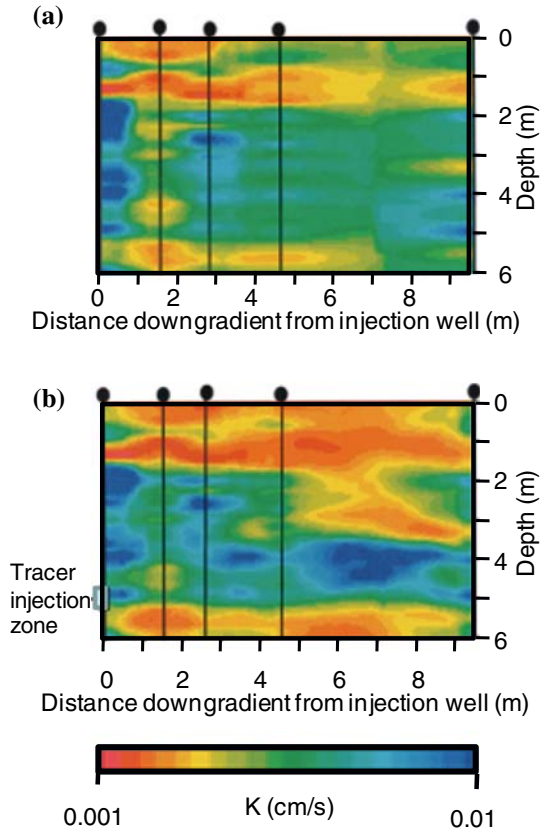 (a)
0
2
4
6
Depth (m)
0 2 4 6 8
Distance downgradient from injection well (m)
(b)
0
2
4
6
Depth (m)
Tracer
injection
zone
0 2 4 6 8
Distance downgradient from injection well (m)
0.001 K (cm/s) 0.01